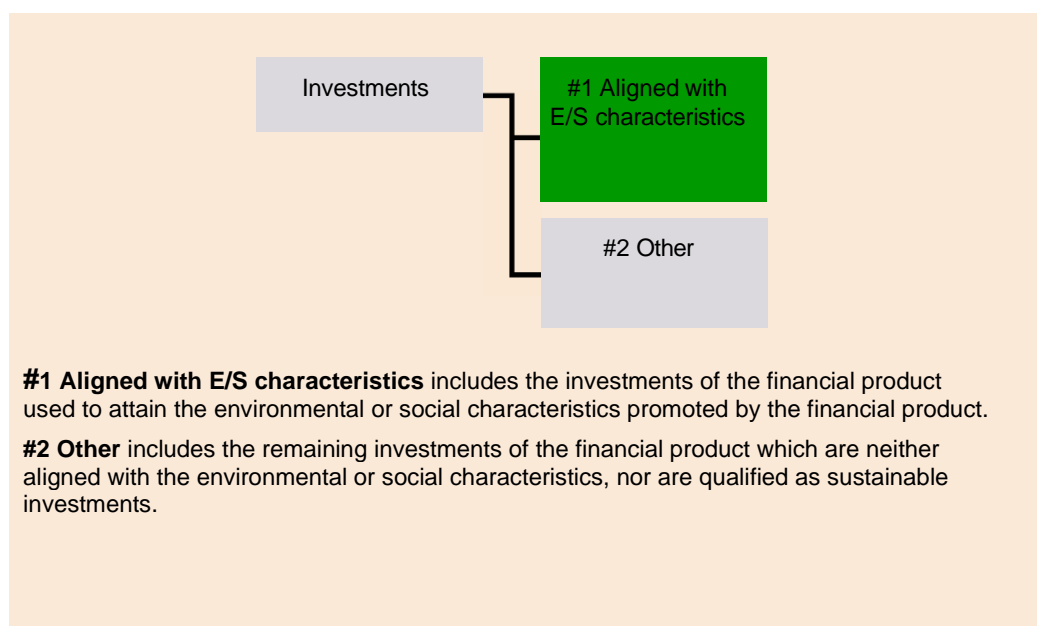 Investments
#1 Aligned with
E/S characteristics
#2 Other
#1 Aligned with E/S characteristics includes the investments of the financial product
used to attain the environmental or social characteristics promoted by the financial product.
#2 Other includes the remaining investments of the financial product which are neither
aligned with the environmental or social characteristics, nor are qualified as sustainable
investments.